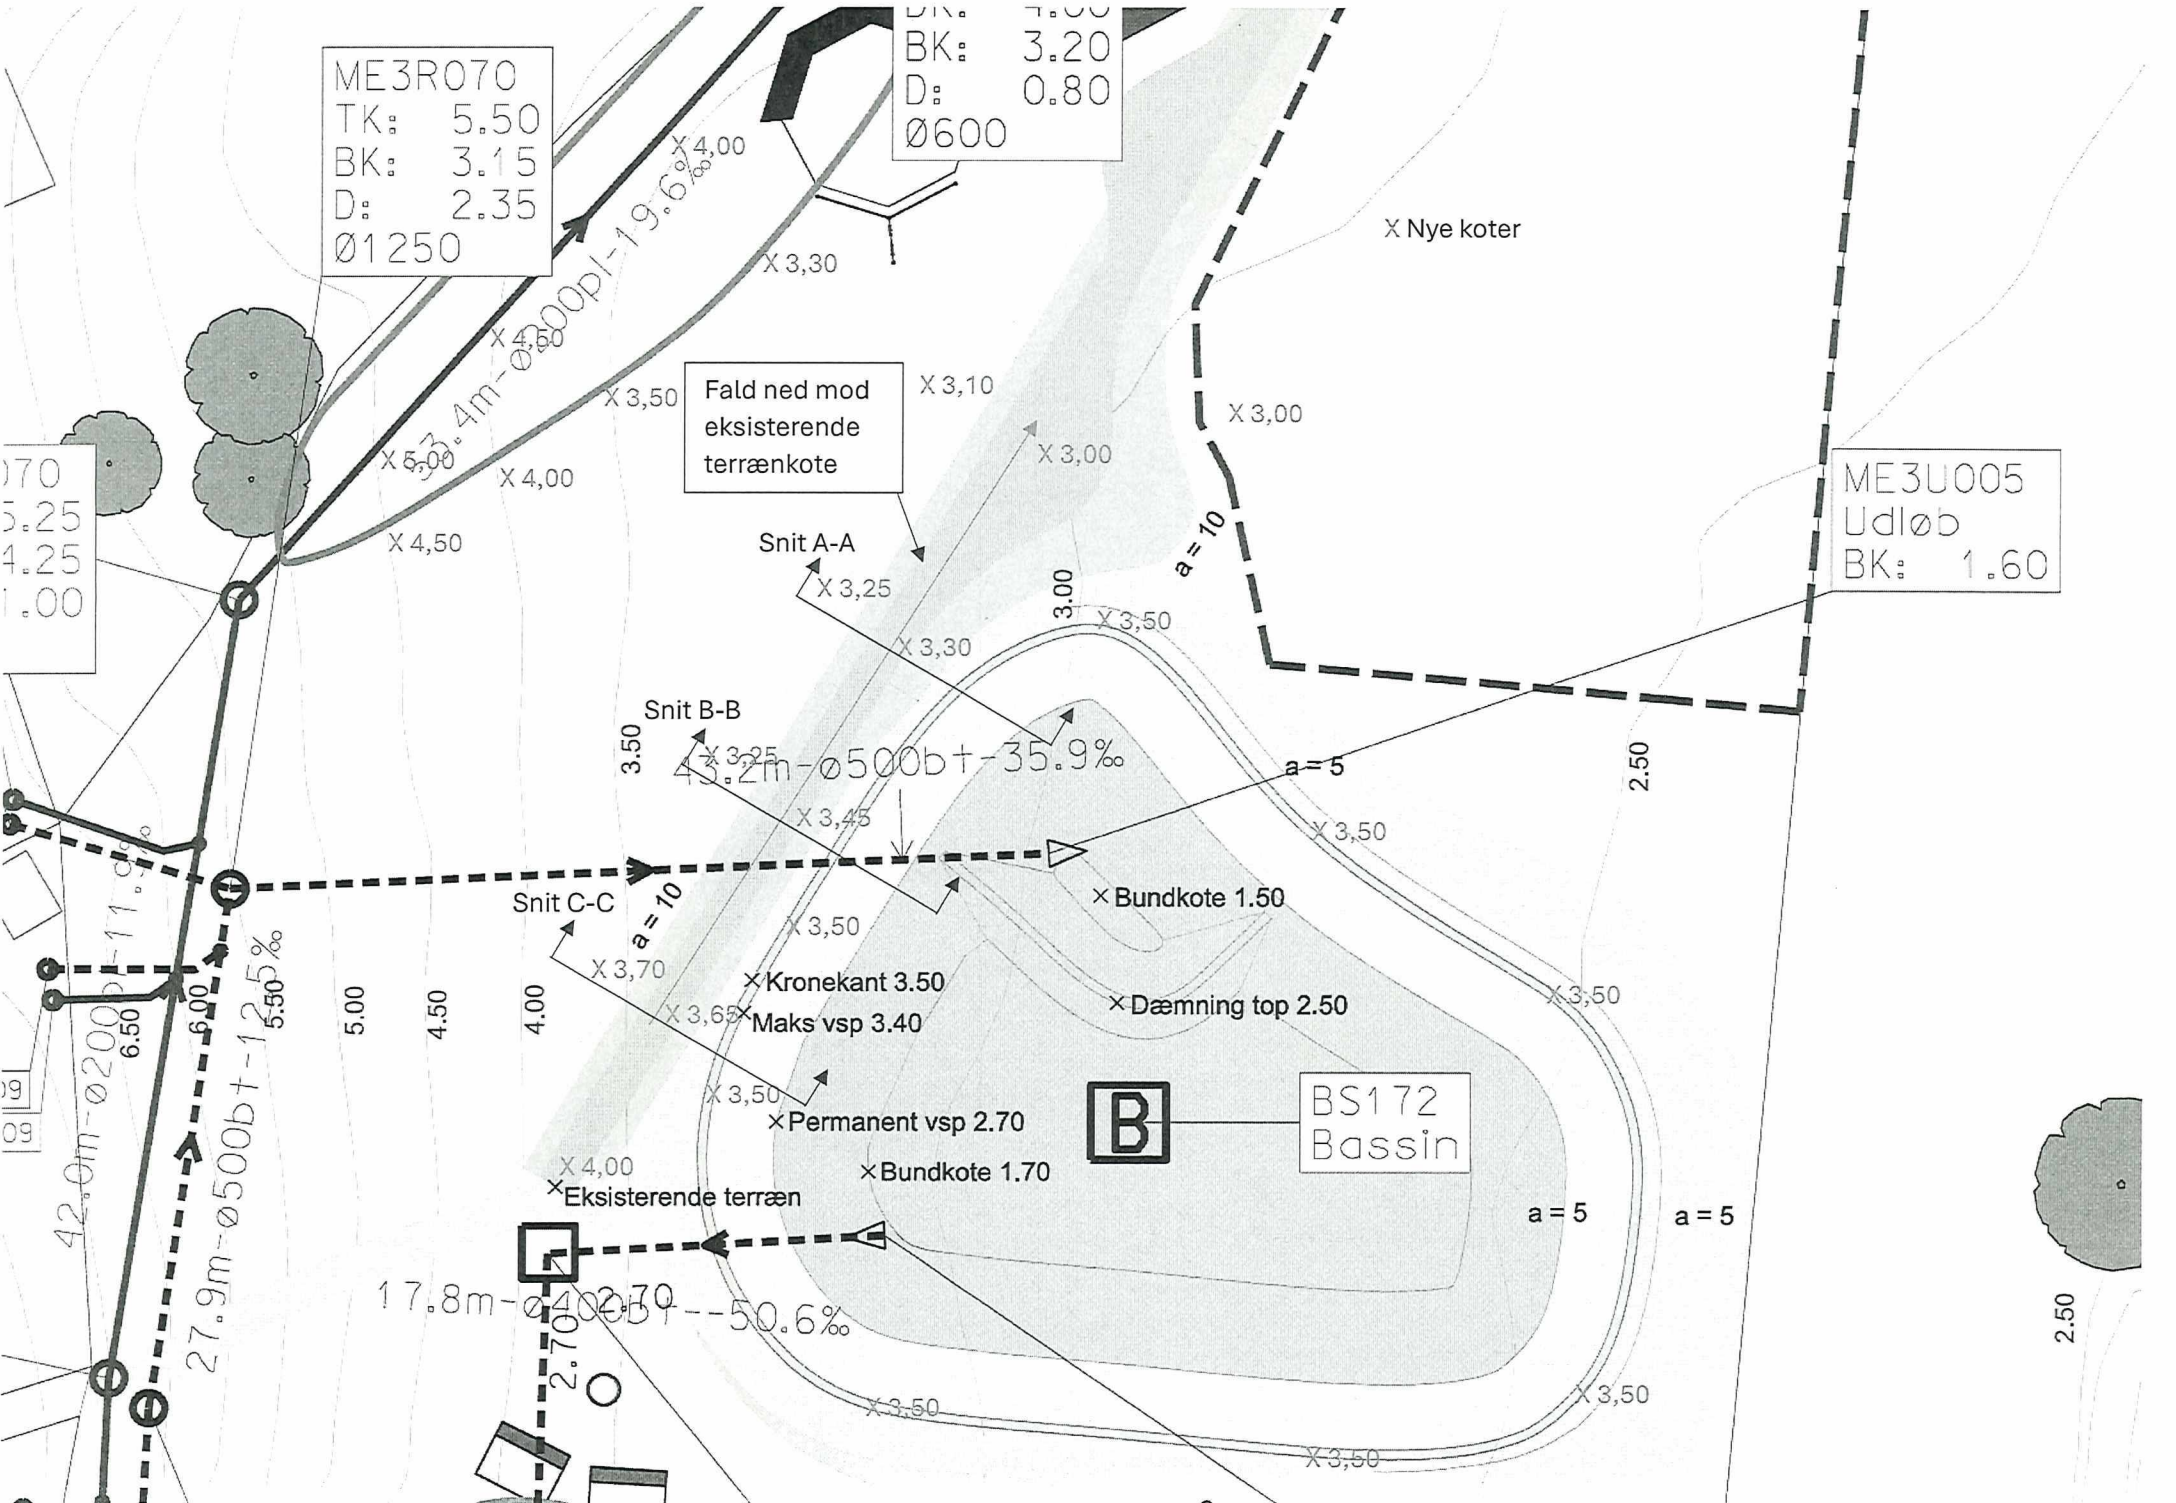 ME3R070
TK: 5.50
BK: 3.15
D: 2.35
Ø1250
BK: 3.20
D: 0.80
Ø600
X 4,00
X 3,30
X Nye koter
X 4,50
X 3,50
Fald ned mod
eksisterende
terrænkote
X 3,10
X 3,00
X 3,00
X 5,00
X 4,00
X 4,50
070
5.25
4.25
1.00
ME3U005
Udløb
BK: 1.60
a = 10
Snit A-A
X 3,25
3.00
X 3,50
X 3,30
Snit B-B
3.50
X 3,25
43.2m-ø500bt-35.9‰
a = 5
2.50
X 3,45
X 3,50
Bundkote 1.50
Snit C-C
a = 10
X 3,50
X 3,70
Kronekant 3.50
X 3,50
Dæmning top 2.50
X 3,65
Maks vsp 3.40
6.50
6.00
5.50
5.00
4.50
4.00
42.0m-ø200pl-11.9‰
27.9m-ø500bt-12.5‰
X 3,50
Permanent vsp 2.70
B
BS172
Bassin
09
09
X 4,00
Bundkote 1.70
Eksisterende terræn
a = 5
a = 5
2.70
17.8m-ø400bt--50.6‰
2.70
2.50
X 3,50
X 3,50
X 3,50